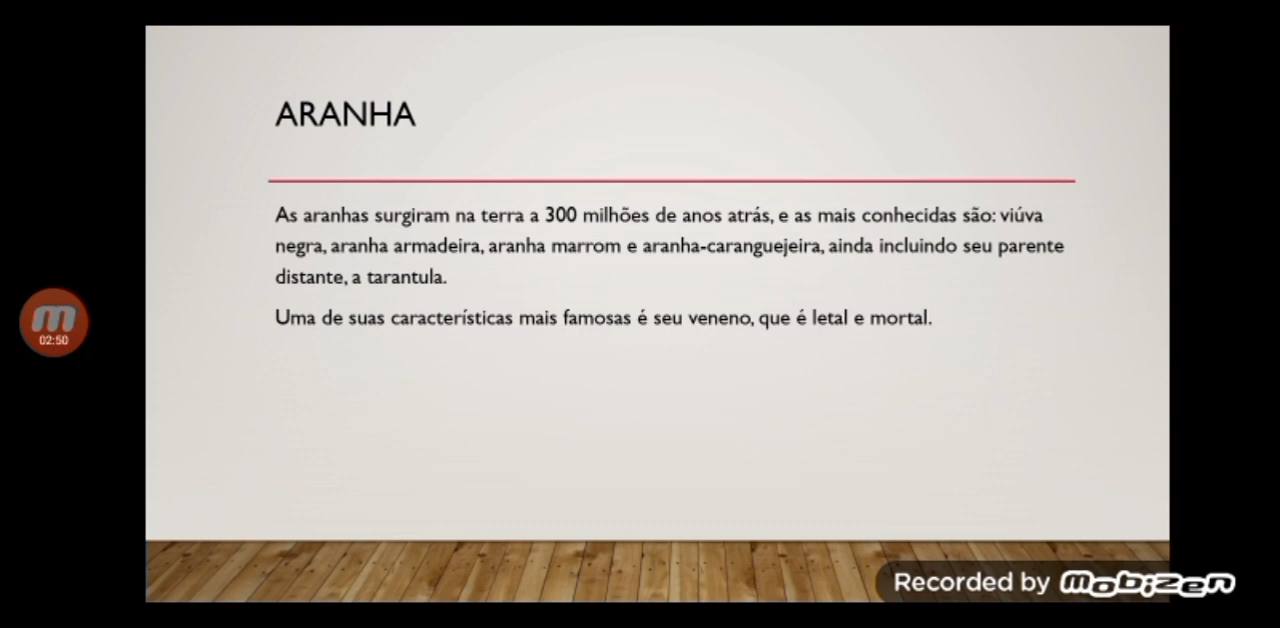 ARANHA
As aranhas surgiram na terra a 300 milhões de anos atrás, e as mais conhecidas são: viúva
negra, aranha armadeira, aranha marrom e aranha-caranguejeira, ainda incluindo seu parente
distante, a tarantula.
Uma de suas características mais famosas é seu veneno, que é letal e mortal.
m
02:50
Recorded by mobizen